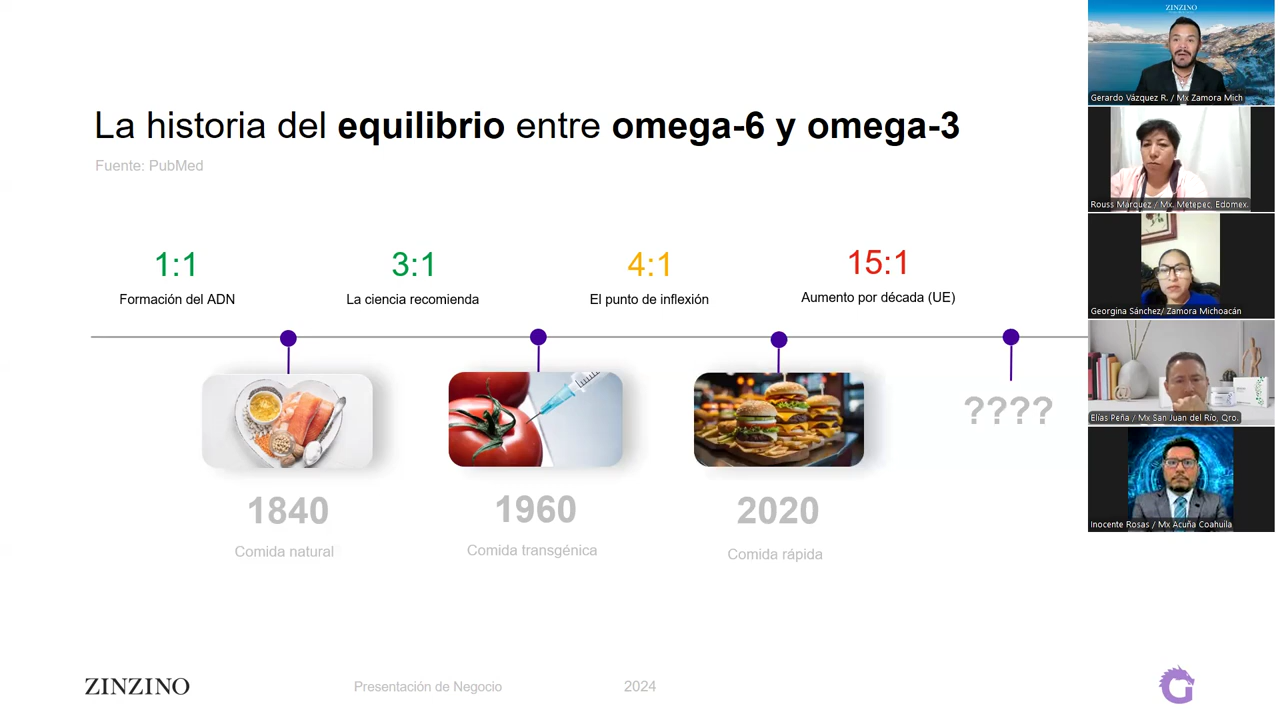 La historia del equilibrio entre omega-6 y omega-3
Fuente: PubMed
1:1
3:1
4:1
15:1
Formación del ADN
La ciencia recomienda
El punto de inflexión
Aumento por década (UE)
????
1840
1960
2020
Comida natural
Comida transgénica
Comida rápida
ZINZINO
Presentación de Negocio
2024
G
ZINZINO
Gerardo Vázquez R. / Mx Zamora Mich
Rouss Márquez / Mx. Metepec, Edomex.
Georgina Sánchez/ Zamora Michoacán
Elías Peña / Mx San Juan del Río, Qro.
Inocente Rosas / Mx Acuña Coahuila